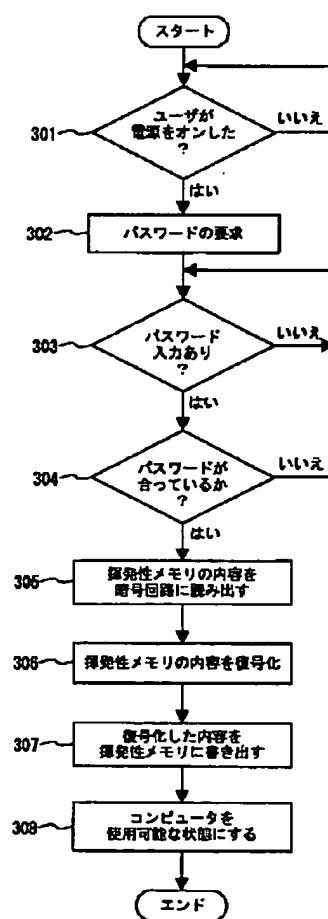 スタート
301
ユーザが
電源をオンした
?
いいえ
はい
302
パスワードの要求
303
パスワード
入力あり
?
いいえ
はい
304
パスワードが
合っているか
?
いいえ
はい
305
揮発性メモリの内容を
暗号回路に読み出す
306
揮発性メモリの内容を復号化
307
復号化した内容を
揮発性メモリに書き出す
308
コンピュータを
使用可能な状態にする
エンド